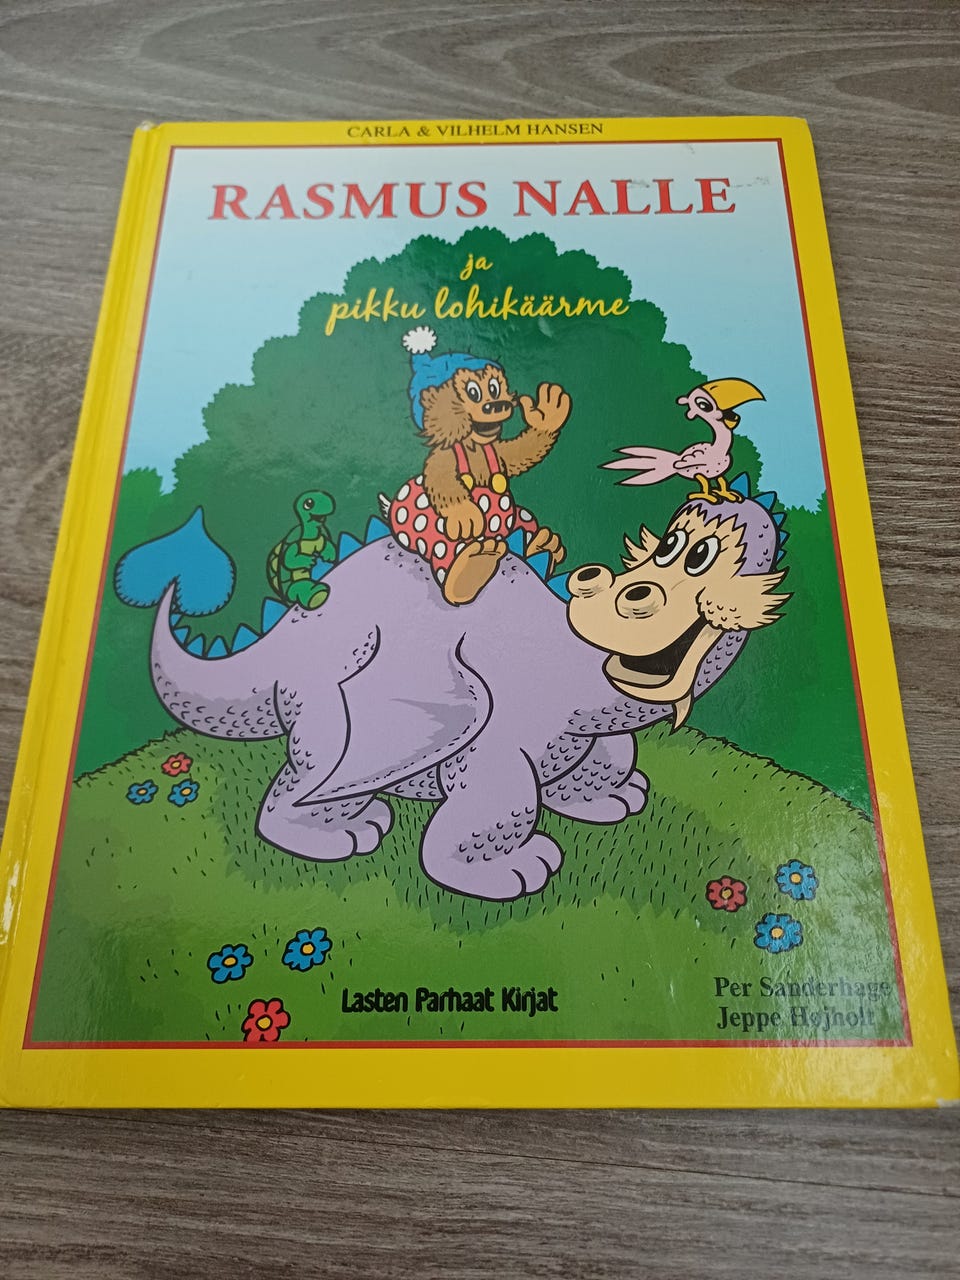 CARLA & VILHELM HANSEN
RASMUS NALLE
ja
pikku lohikäärme
Lasten Parhaat Kirjat
Per Sanderhage
Jeppe Højholt